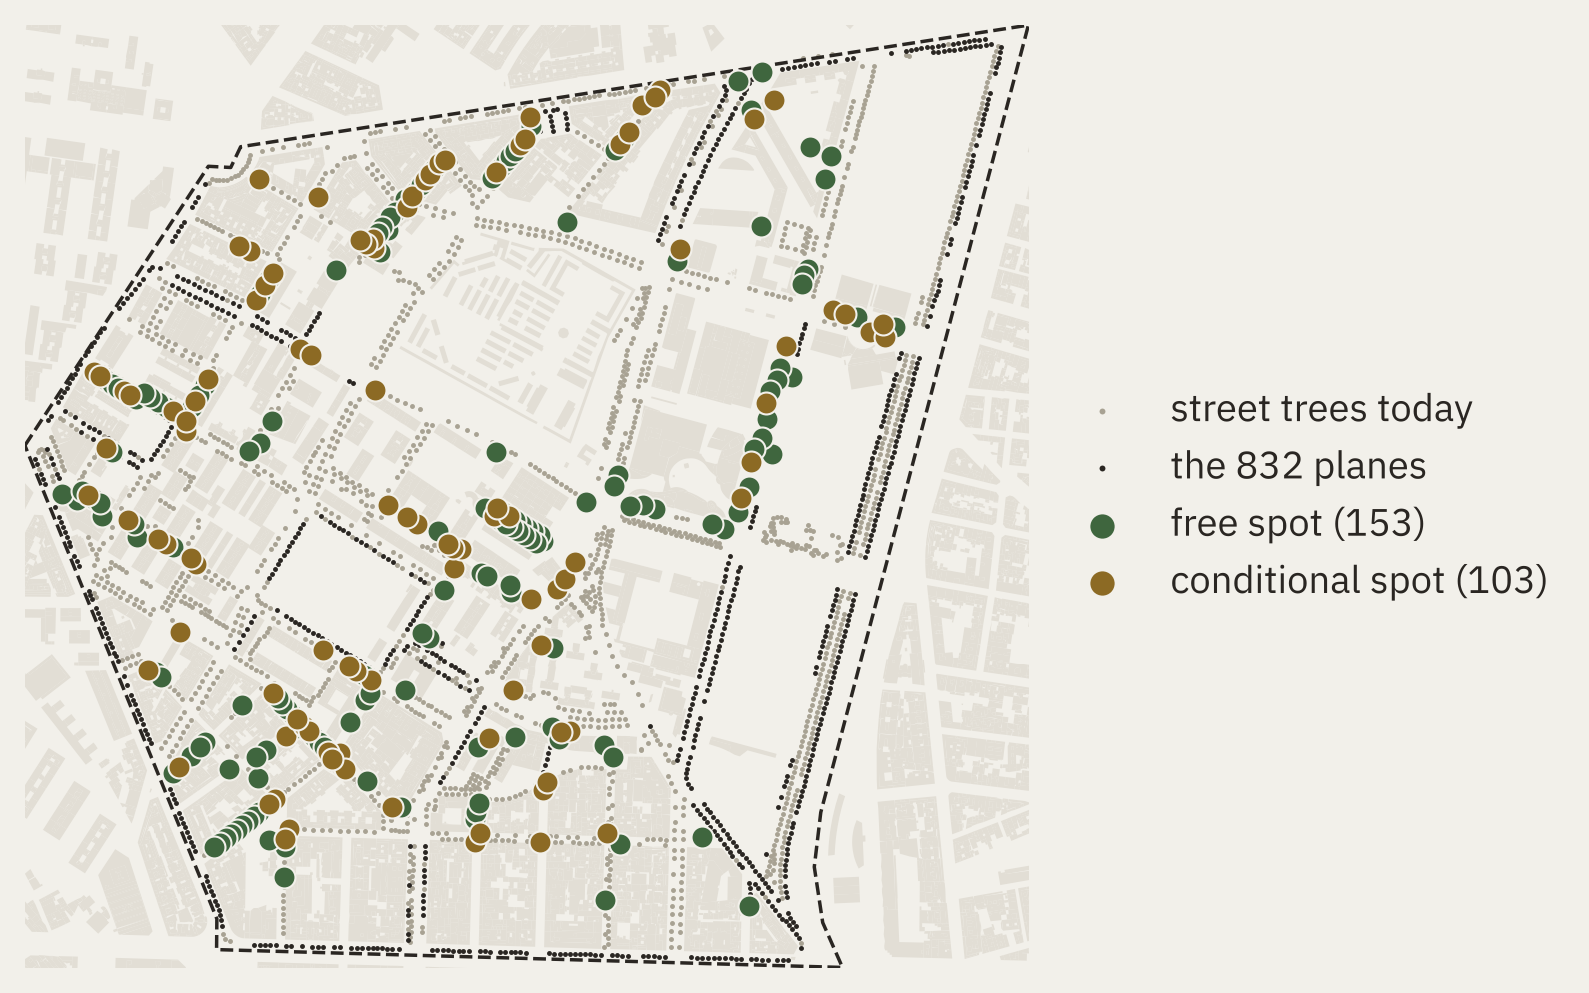 street trees today
the 832 planes
free spot (153)
conditional spot (103)